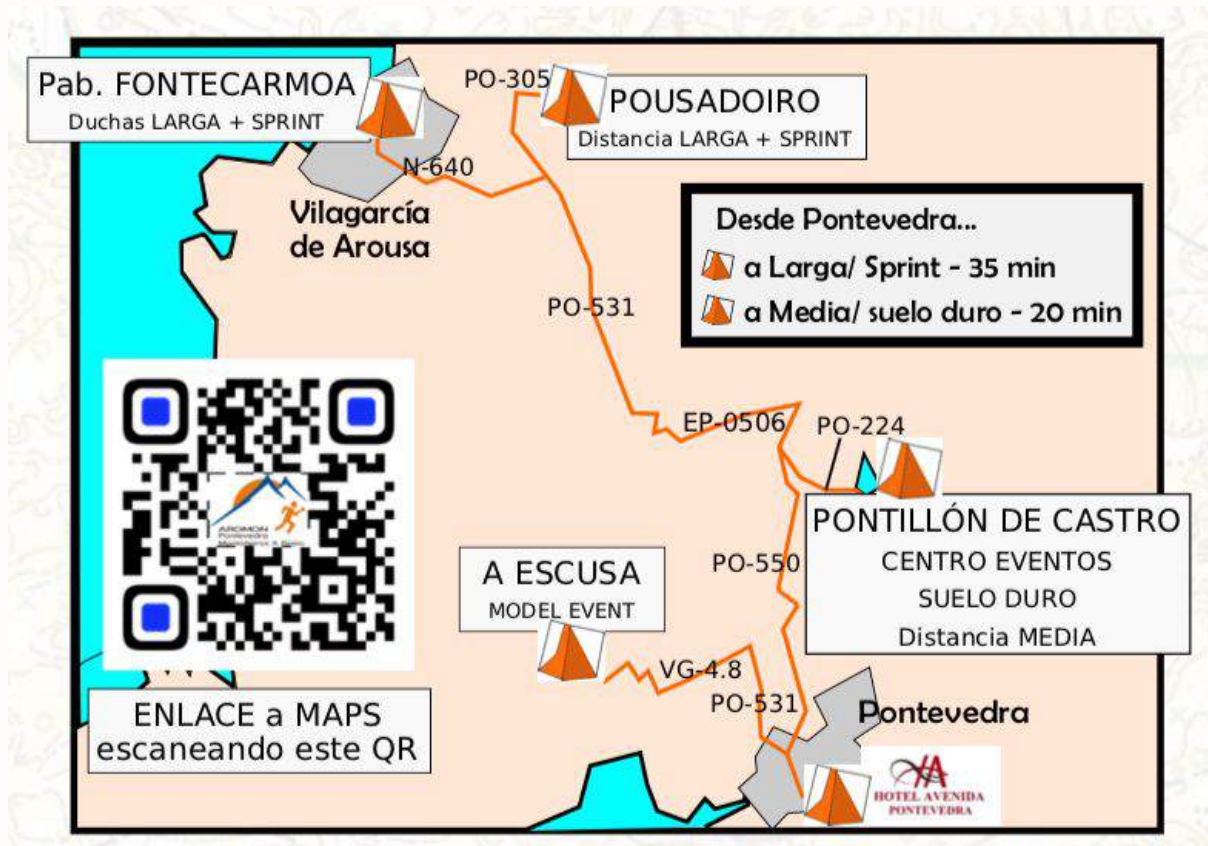 Pab. FONTECARMOA
Duchas LARGA + SPRINT
PO-305
POUSADOIRO
Distancia LARGA + SPRINT
N-640
Vilagarcía
de Arousa
Desde Pontevedra...
a Larga/ Sprint - 35 min
a Media/ suelo duro - 20 min
PO-531
EP-0506
PO-224
PONTILLÓN DE CASTRO
CENTRO EVENTOS
SUELO DURO
Distancia MEDIA
AROMON
Pontevedra
PO-550
A ESCUSA
MODEL EVENT
VG-4.8
PO-531
Pontevedra
ENLACE a MAPS
escaneando este QR
HOTEL AVENIDA
PONTEVEDRA